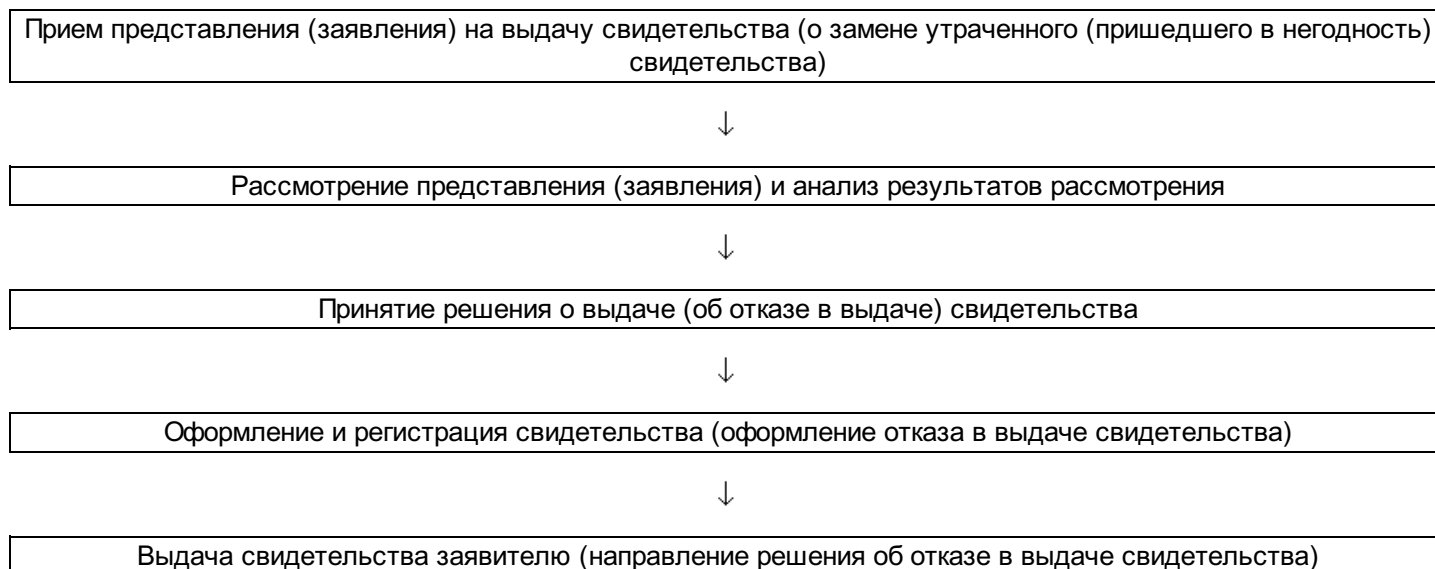 Прием представления (заявления) на выдачу свидетельства (о замене утраченного (пришедшего в негодность)
свидетельства)
↓
Рассмотрение представления (заявления) и анализ результатов рассмотрения
↓
Принятие решения о выдаче (об отказе в выдаче) свидетельства
↓
Оформление и регистрация свидетельства (оформление отказа в выдаче свидетельства)
↓
Выдача свидетельства заявителю (направление решения об отказе в выдаче свидетельства)